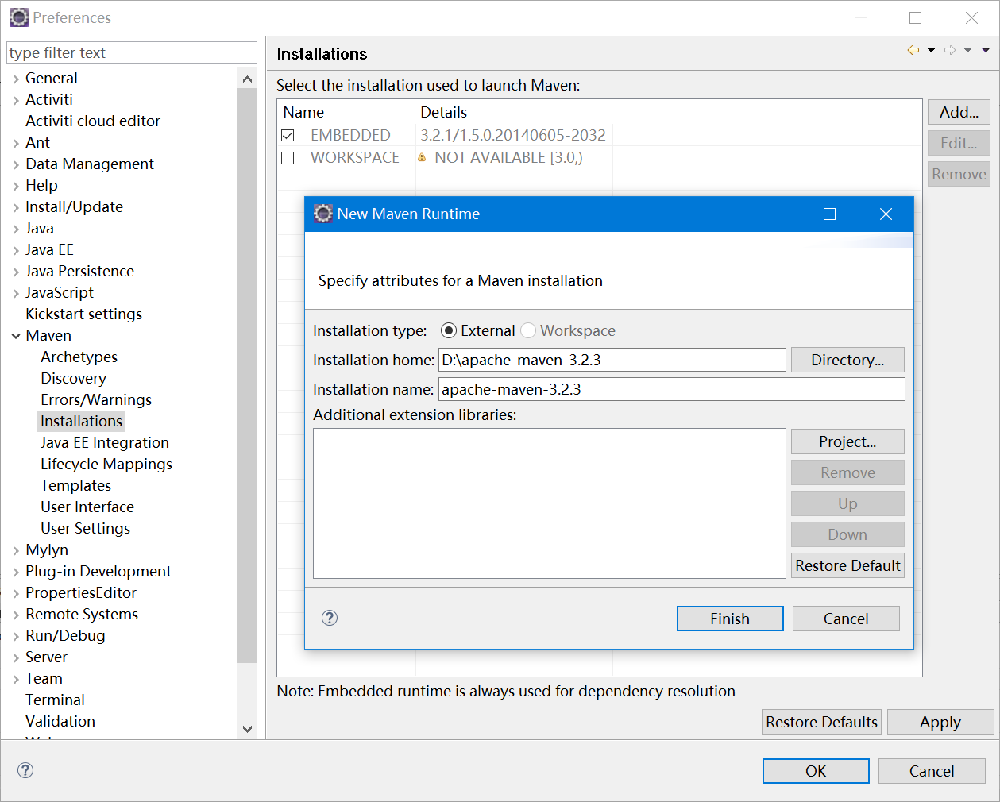 Preferences
type filter text
General
Activiti
Activiti cloud editor
Ant
Data Management
Help
Install/Update
Java
Java EE
Java Persistence
JavaScript
Kickstart settings
Maven
Archetypes
Discovery
Errors/Warnings
Installations
Java EE Integration
Lifecycle Mappings
Templates
User Interface
User Settings
Mylyn
Plug-in Development
PropertiesEditor
Remote Systems
Run/Debug
Server
Team
Terminal
Validation
Installations
Select the installation used to launch Maven:
Name Details
EMBEDDED 3.2.1/1.5.0.20140605-2032
WORKSPACE NOT AVAILABLE [3.0,)
Add...
Edit...
Remove
New Maven Runtime
Specify attributes for a Maven installation
Installation type: External Workspace
Installation home: D:\apache-maven-3.2.3 Directory...
Installation name: apache-maven-3.2.3
Additional extension libraries:
Project...
Remove
Up
Down
Restore Default
Finish Cancel
Note: Embedded runtime is always used for dependency resolution
Restore Defaults Apply
OK Cancel